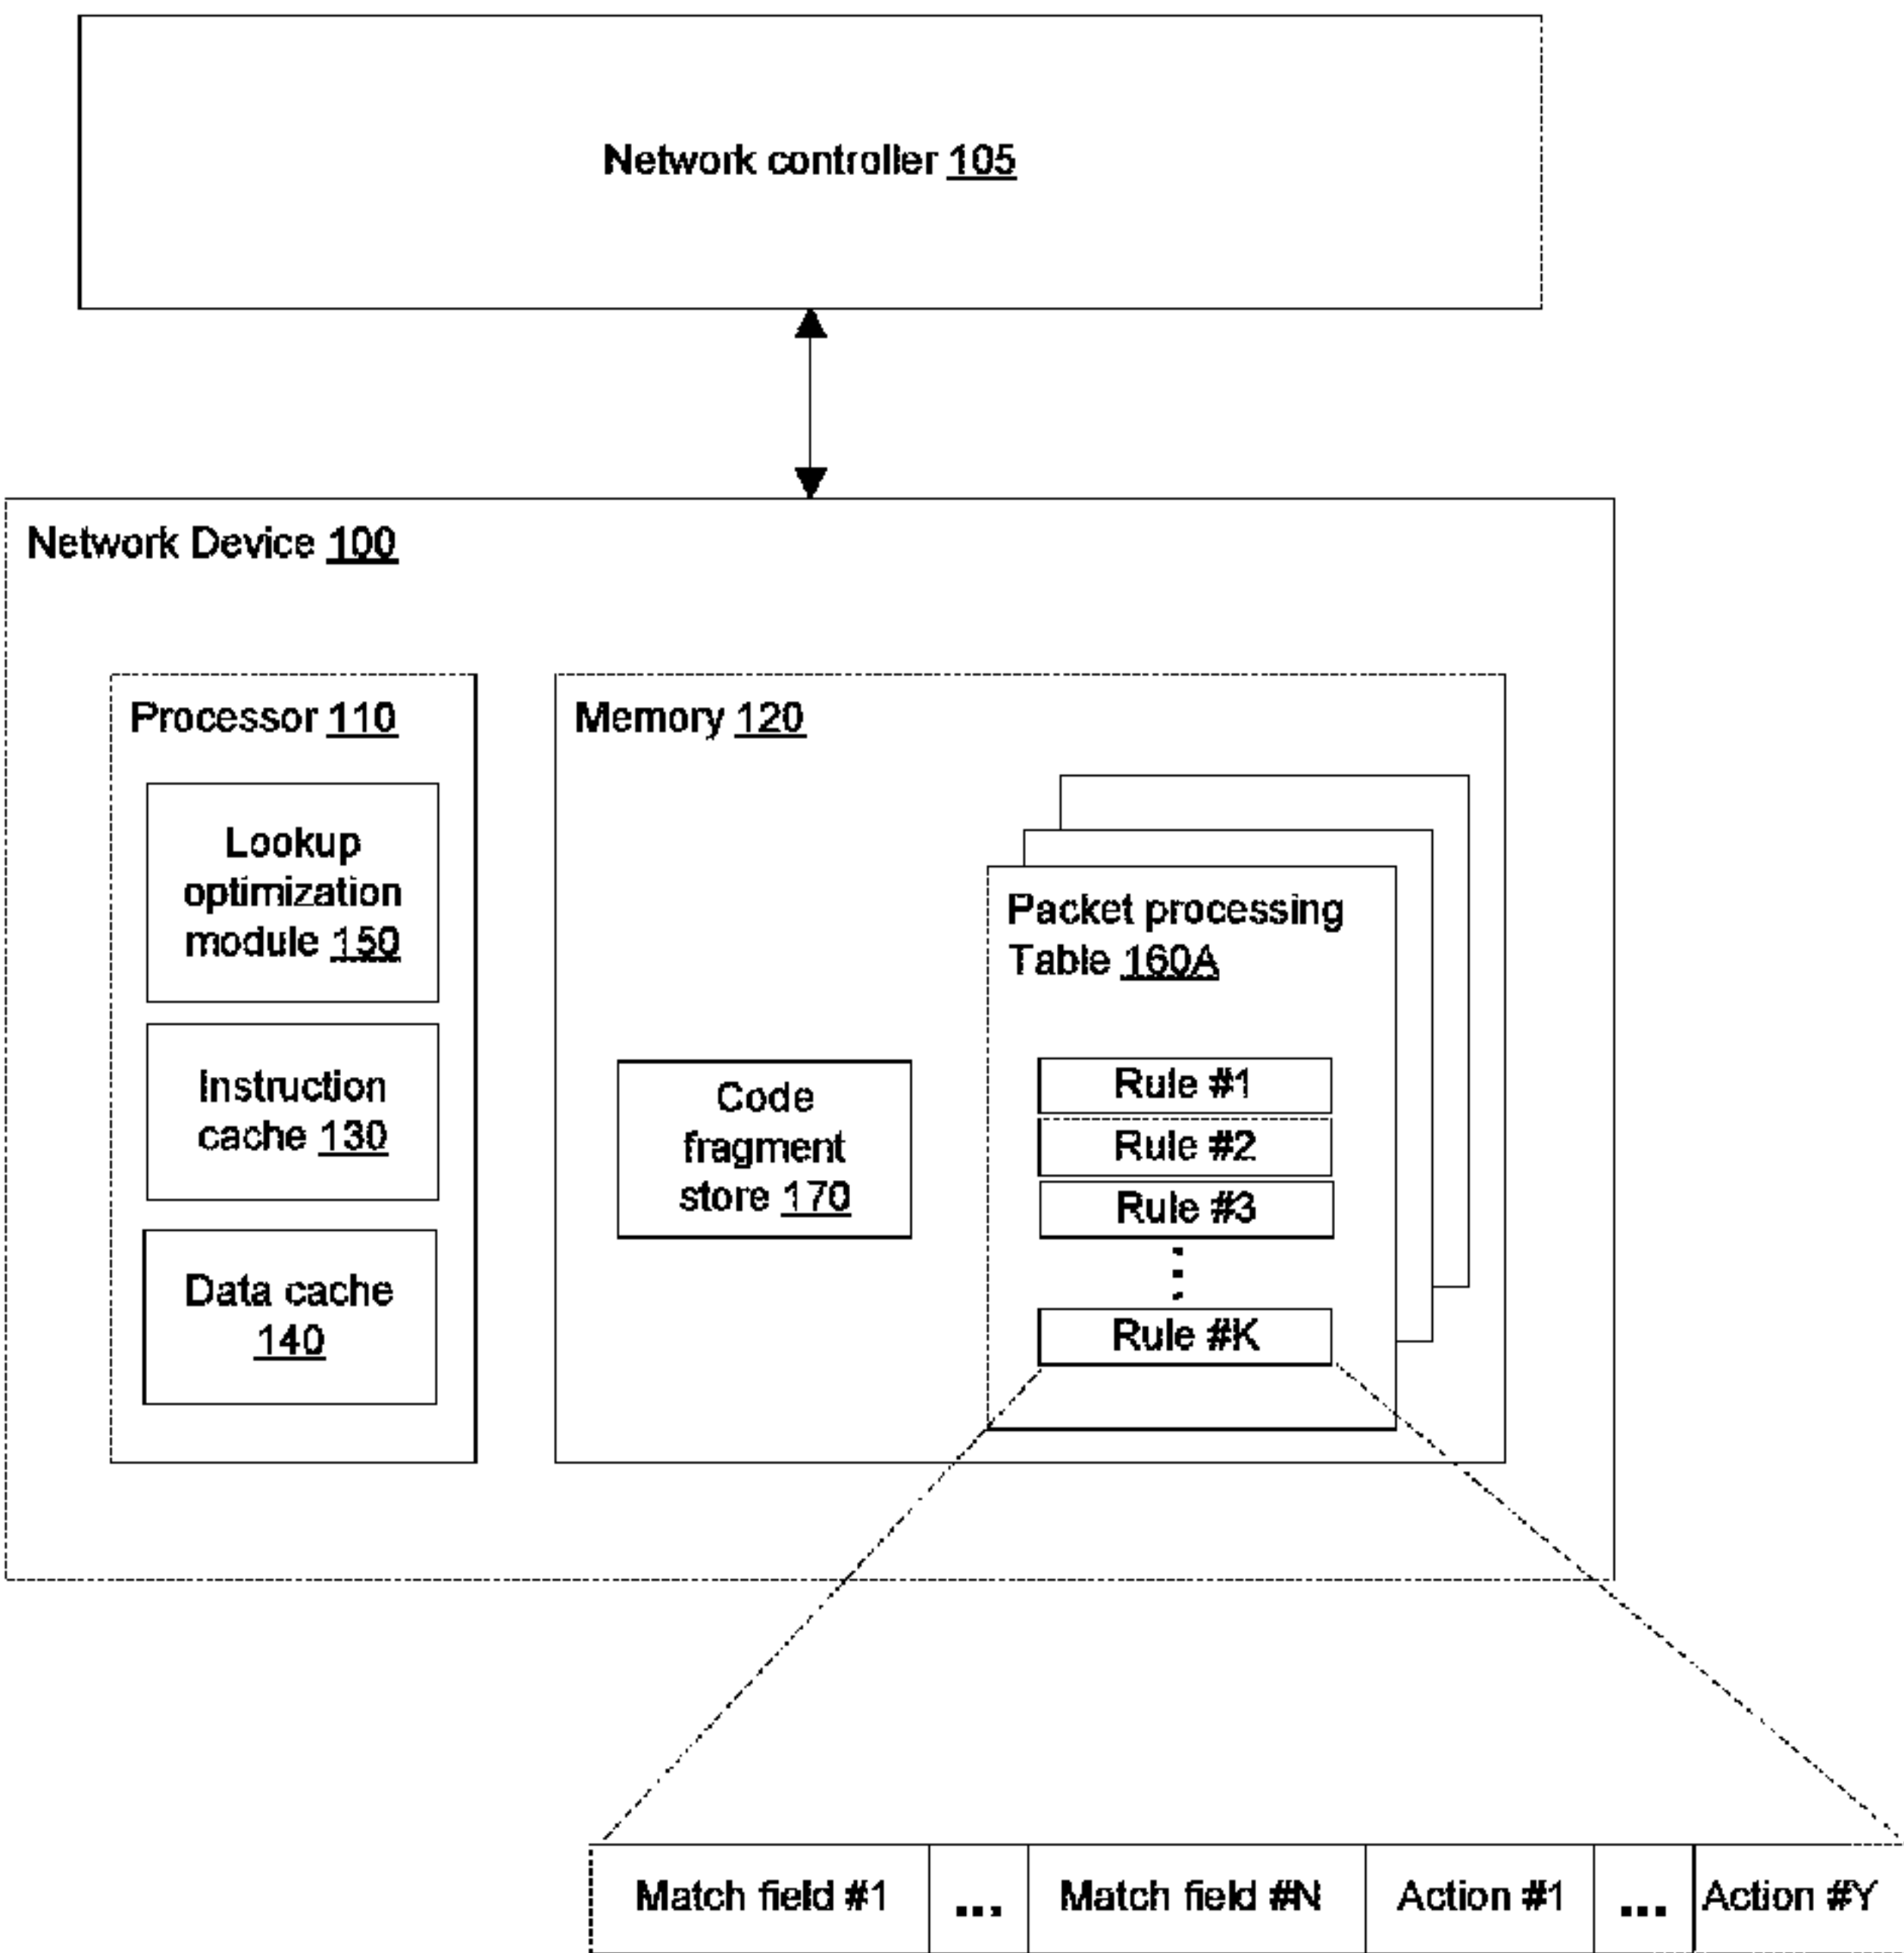 Network controller 105
Network Device 100
Processor 110
Lookup
optimization
module 150
Instruction
cache 130
Data cache
140
Memory 120
Code
fragment
store 170
Packet processing
Table 160A
Rule #1
Rule #2
Rule #3
⋮
Rule #K
Match field #1 ... Match field #N Action #1 ... Action #Y